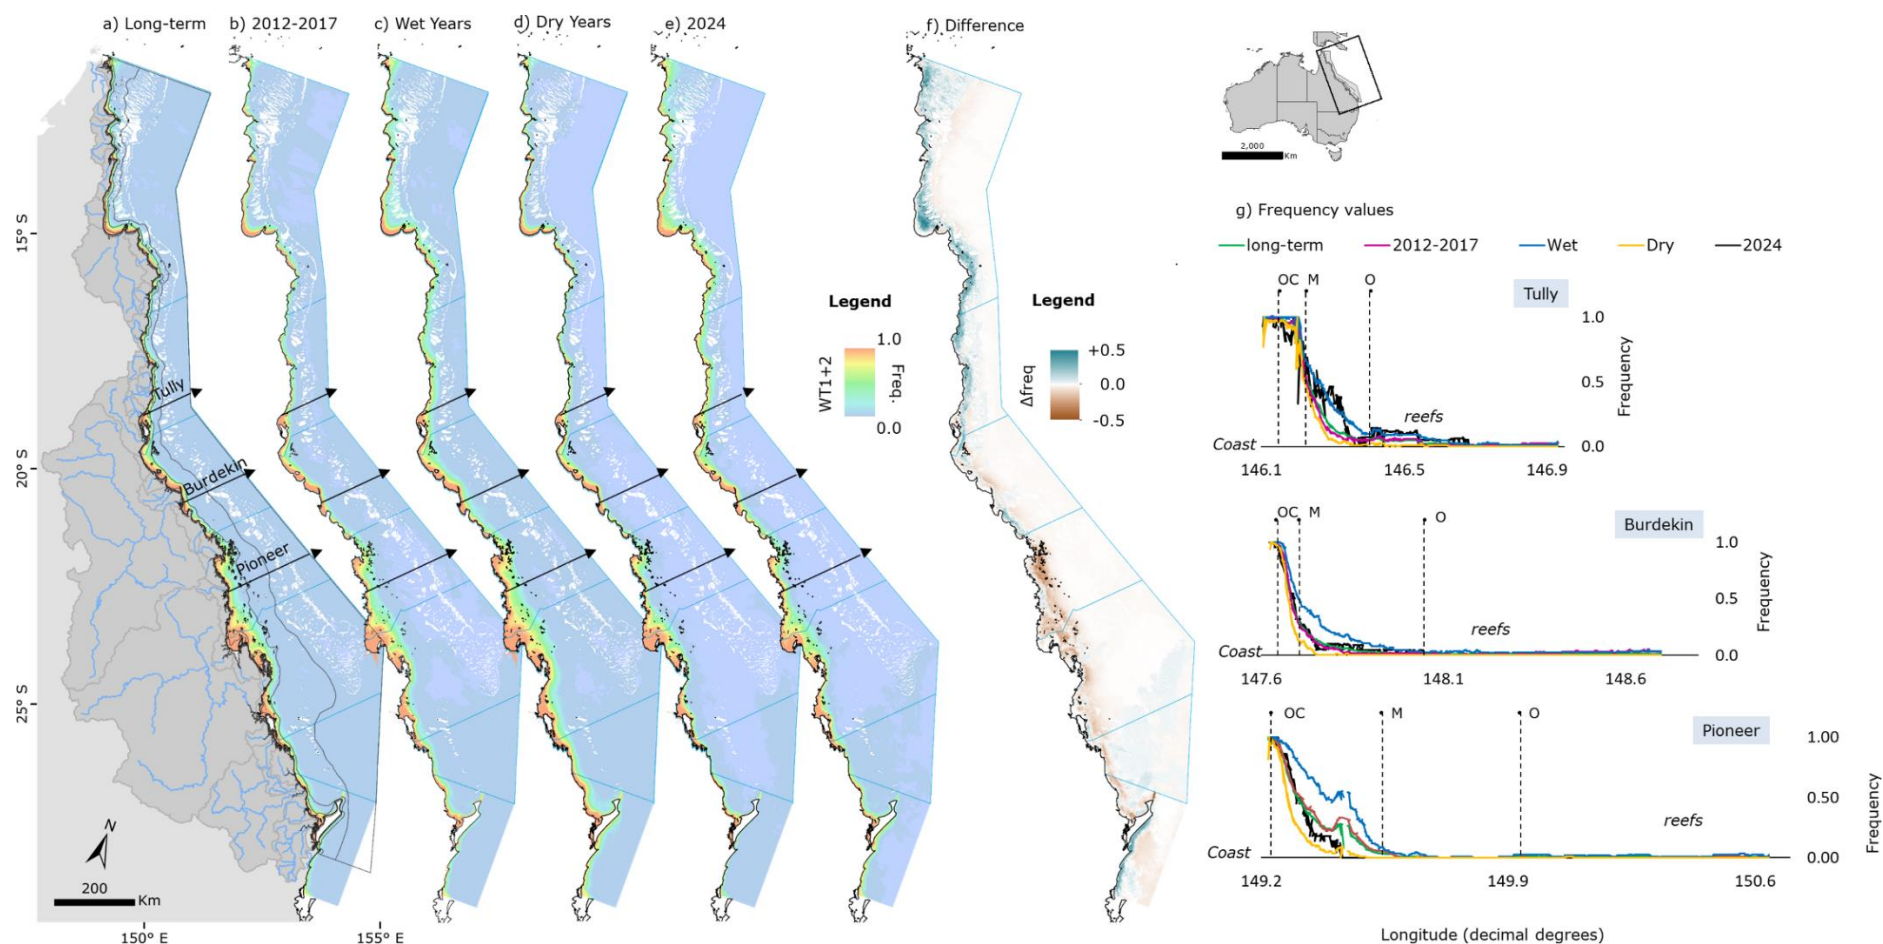 a) Long-term
b) 2012-2017
c) Wet Years
d) Dry Years
e) 2024
f) Difference
15° S
20° S
25° S
Tully
Burdekin
Pioneer
N
200
Km
150° E
155° E
Legend
1.0
WT1+2
Freq.
0.0
Legend
+0.5
Δfreq
0.0
-0.5
2,000
Km
g) Frequency values
long-term
2012-2017
Wet
Dry
2024
OC M O
Tully
1.0
0.5
0.0
Frequency
reefs
Coast
146.1 146.5 146.9
OC M O
Burdekin
1.0
0.5
0.0
Frequency
reefs
Coast
147.6 148.1 148.6
OC M O
Pioneer
1.00
0.50
0.00
Frequency
reefs
Coast
149.2 149.9 150.6
Longitude (decimal degrees)